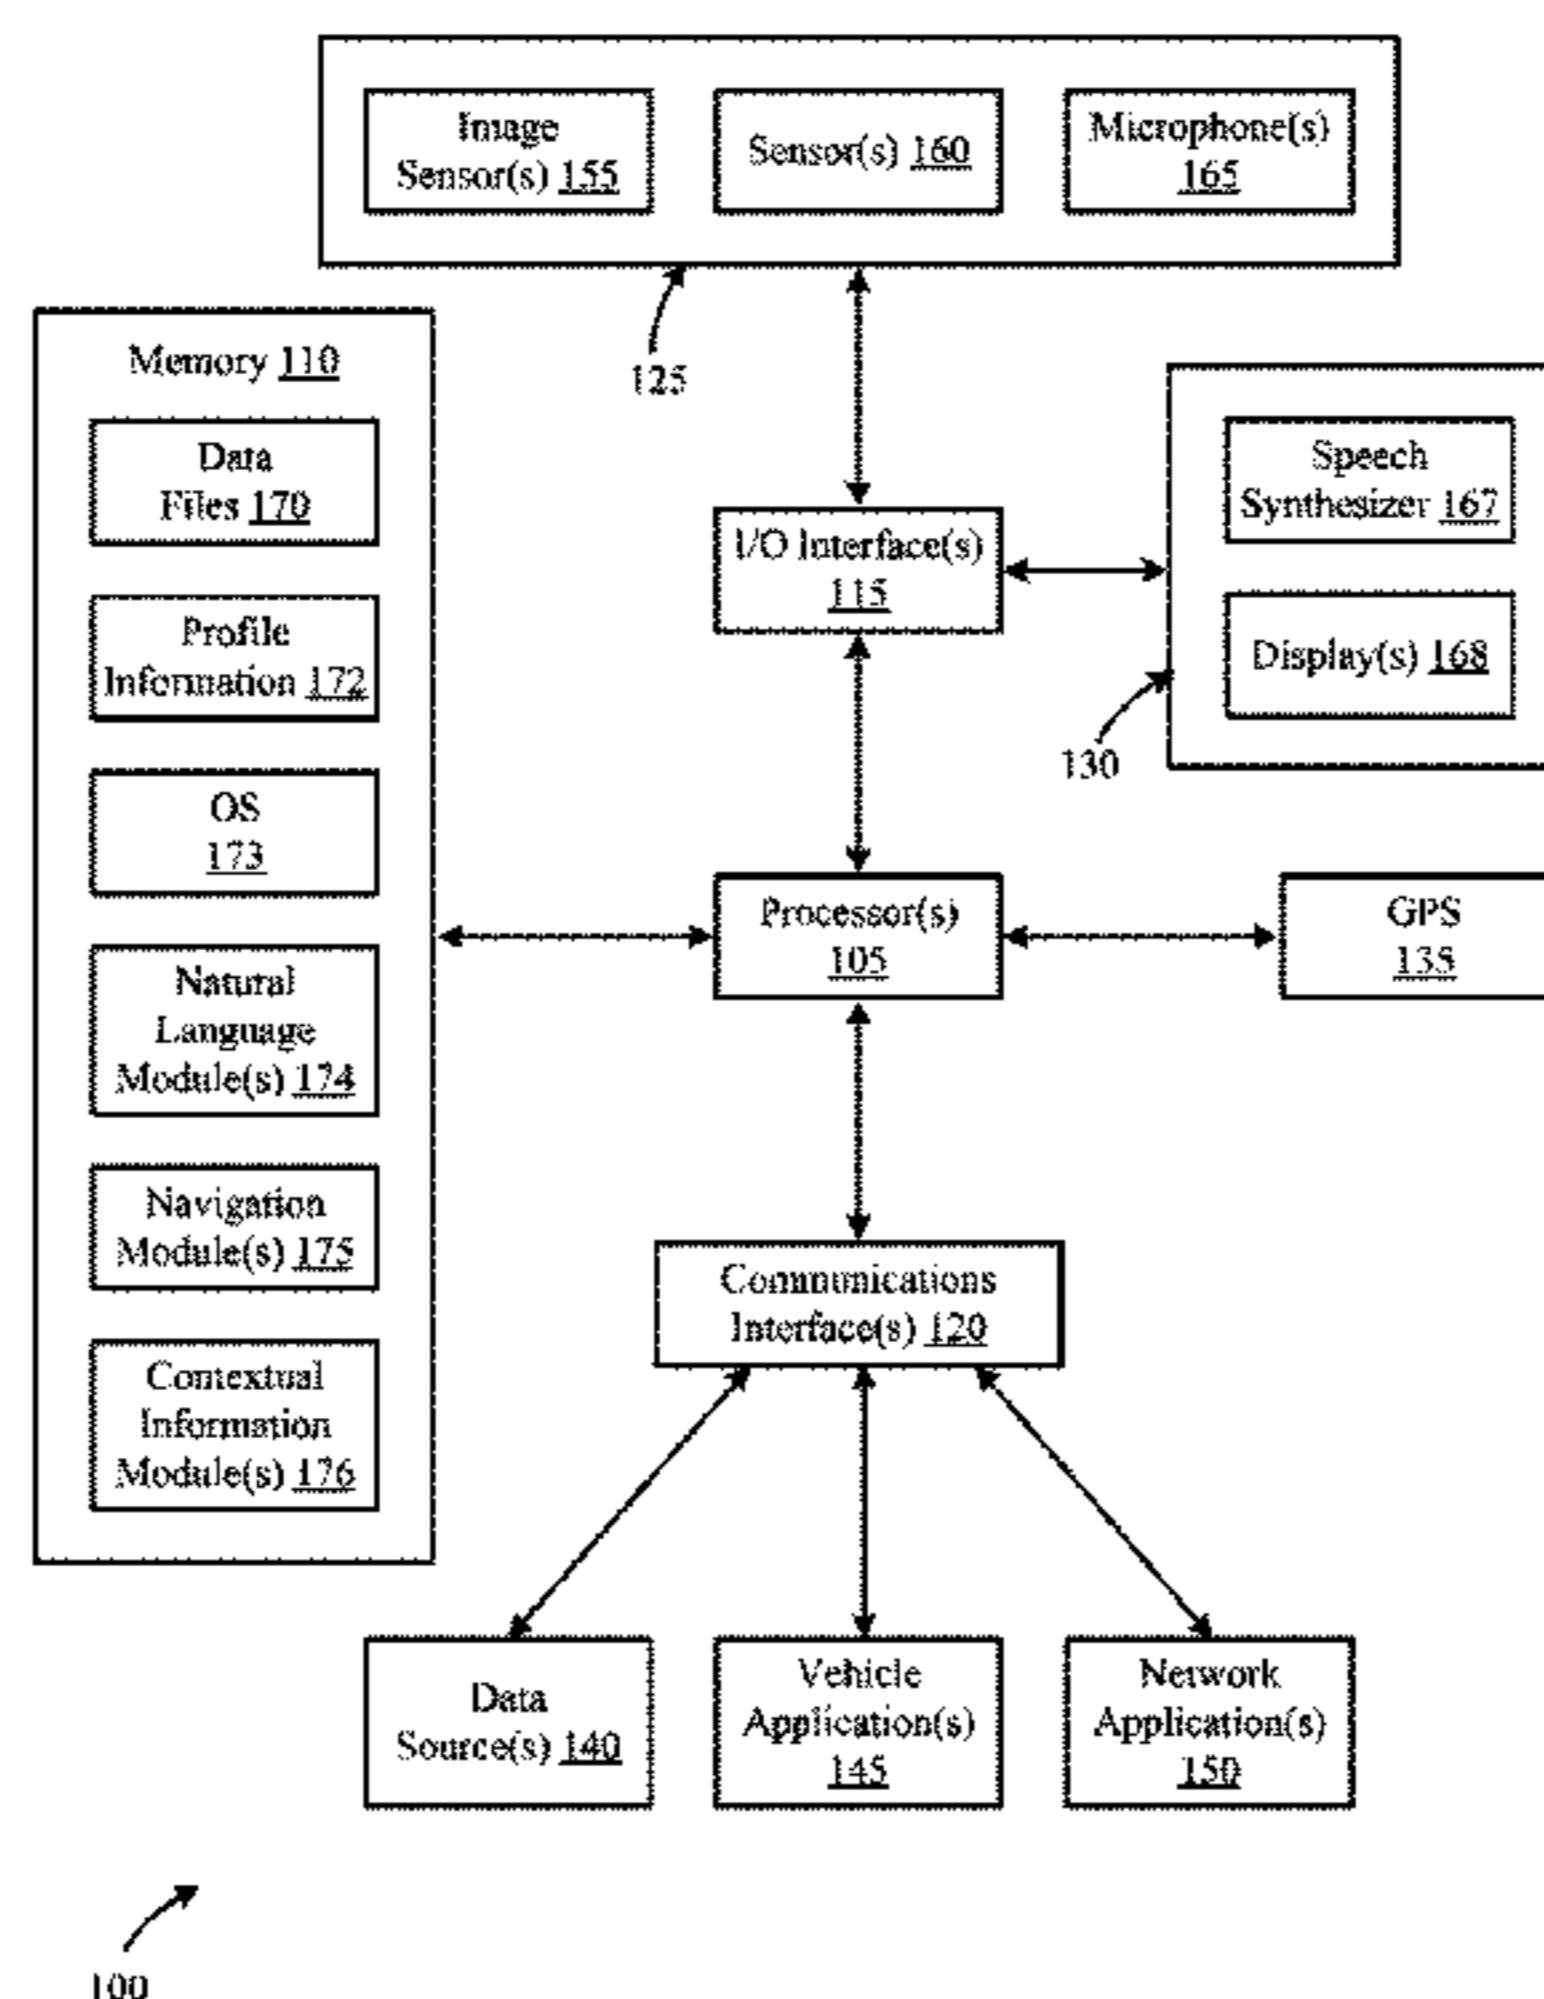 Image
Sensor(s) 155
Sensor(s) 160
Microphone(s)
165
125
Memory 110
Data
Files 170
Profile
Information 172
OS
173
Natural
Language
Module(s) 174
Navigation
Module(s) 175
Contextual
Information
Module(s) 176
I/O Interface(s)
115
Speech
Synthesizer 167
Display(s) 168
130
Processor(s)
105
GPS
135
Communications
Interface(s) 120
Data
Source(s) 140
Vehicle
Application(s)
145
Network
Application(s)
150
100